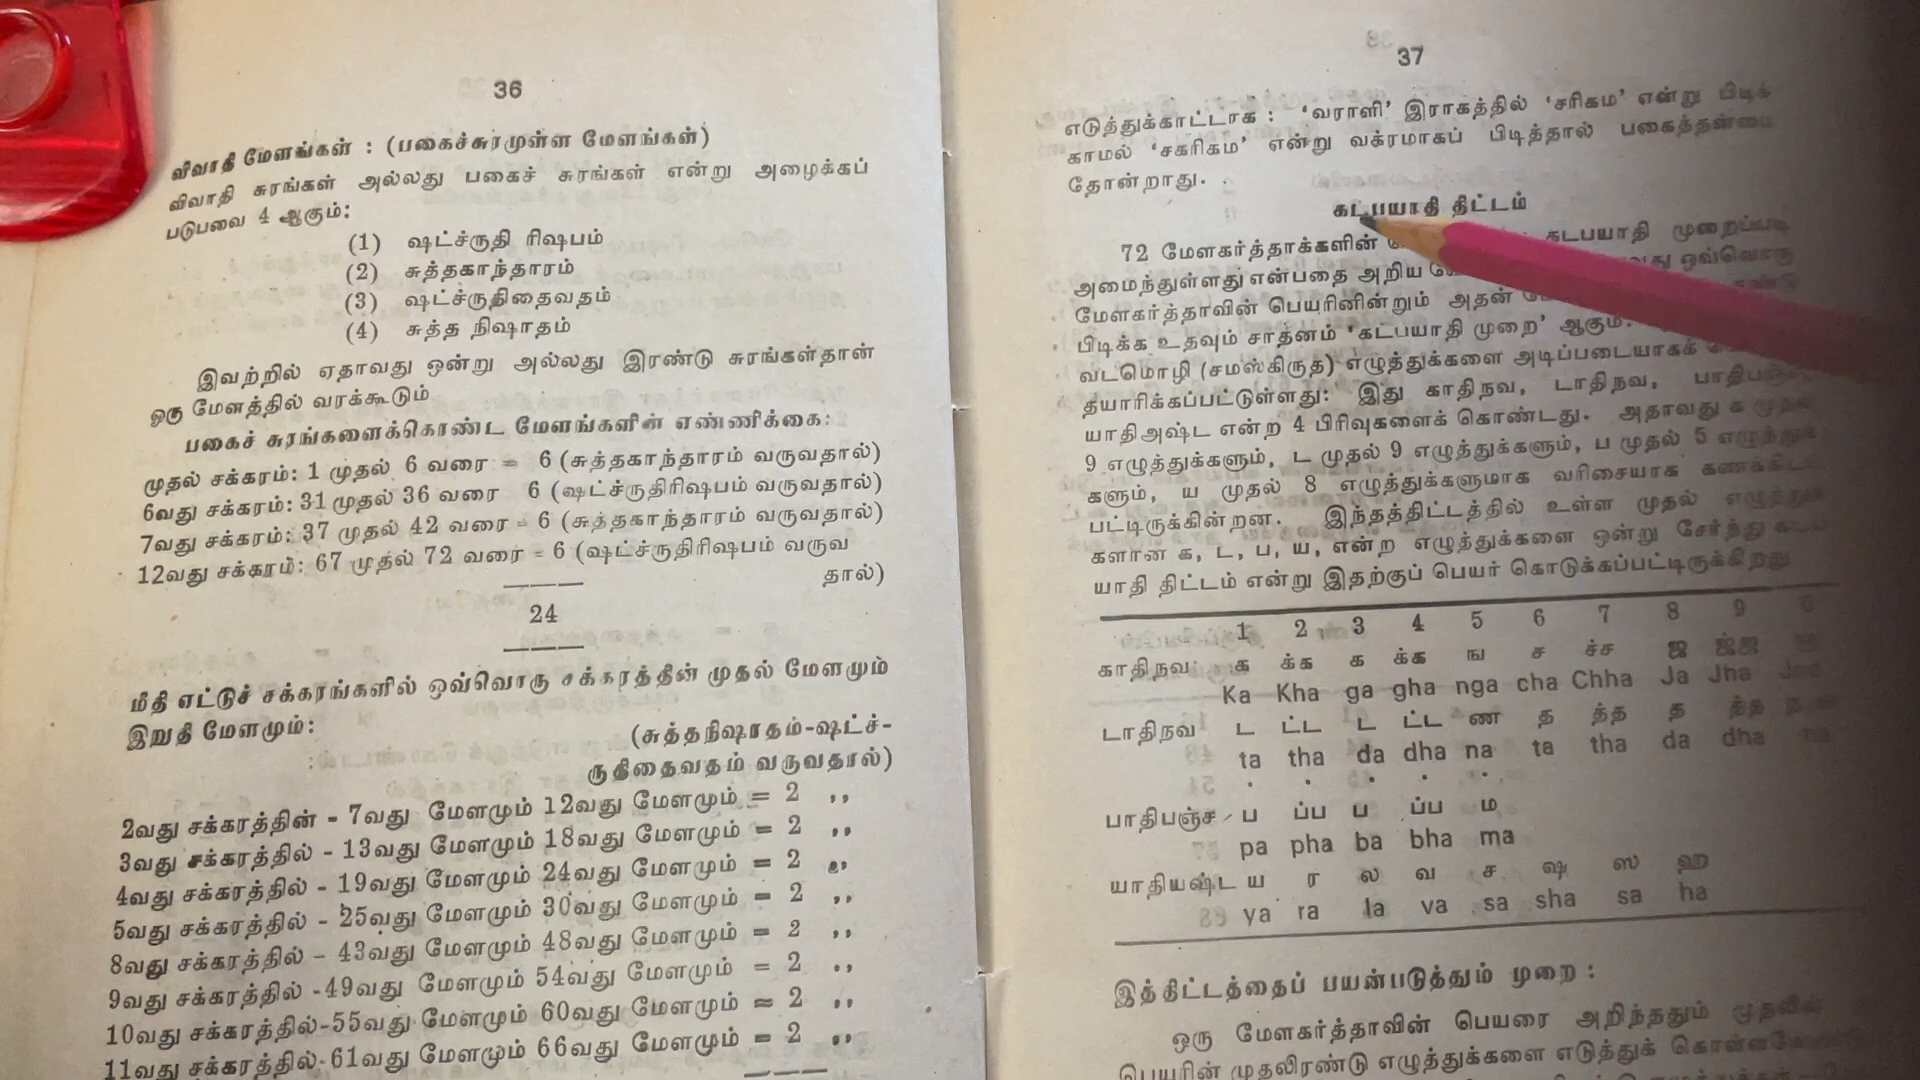 36
விவாதி மேளங்கள் : (பகைச்சுரமுள்ள மேளங்கள்)
விவாதி சுரங்கள் அல்லது பகைச் சுரங்கள் என்று அழைக்கப்
படுபவை 4 ஆகும்:
(1) ஷட்ச்ருதி ரிஷபம்
(2) சுத்தகாந்தாரம்
(3) ஷட்ச்ருதிதைவதம்
(4) சுத்த நிஷாதம்
இவற்றில் ஏதாவது ஒன்று அல்லது இரண்டு சுரங்கள்தான்
ஒரு மேளத்தில் வரக்கூடும்
பகைச் சுரங்களைக்கொண்ட மேளங்களின் எண்ணிக்கை:
முதல் சக்கரம்: 1 முதல் 6 வரை = 6 (சுத்தகாந்தாரம் வருவதால்)
6வது சக்கரம்: 31 முதல் 36 வரை 6 (ஷட்ச்ருதிரிஷபம் வருவதால்)
7வது சக்கரம்: 37 முதல் 42 வரை = 6 (சுத்தகாந்தாரம் வருவதால்)
12வது சக்கரம்: 67 முதல் 72 வரை = 6 (ஷட்ச்ருதிரிஷபம் வருவ
தால்)
24
மீதி எட்டுச் சக்கரங்களில் ஒவ்வொரு சக்கரத்தின் முதல் மேளமும்
இறுதி மேளமும்:
(சுத்தநிஷாதம்-ஷட்ச்-
ருதிதைவதம் வருவதால்)
2வது சக்கரத்தின் - 7வது மேளமும் 12வது மேளமும் = 2 ,,
3வது சக்கரத்தில் - 13வது மேளமும் 18வது மேளமும் = 2 ,,
4வது சக்கரத்தில் - 19வது மேளமும் 24வது மேளமும் = 2 ,,
5வது சக்கரத்தில் - 25வது மேளமும் 30வது மேளமும் = 2 ,,
8வது சக்கரத்தில் - 43வது மேளமும் 48வது மேளமும் = 2 ,,
9வது சக்கரத்தில் -49வது மேளமும் 54வது மேளமும் = 2 ,,
10வது சக்கரத்தில்-55வது மேளமும் 60வது மேளமும் = 2 ,,
11வது சக்கரத்தில்-61வது மேளமும் 66வது மேளமும் = 2 ,,
37
எடுத்துக்காட்டாக : ‘வராளி’ இராகத்தில் ‘சரிகம’ என்று பிடிக்
காமல் ‘சகரிகம’ என்று வக்ரமாகப் பிடித்தால் பகைத்தன்மை
தோன்றாது.
கட்பயாதி திட்டம்
72 மேளகர்த்தாக்களின் கடபயாதி முறைப்படி
அமைந்துள்ளது என்பதை அறிய ஒவ்வொரு
மேளகர்த்தாவின் பெயரினின்றும் அதன்
பிடிக்க உதவும் சாதனம் ‘கட்பயாதி முறை’ ஆகும்.
வடமொழி (சமஸ்கிருத) எழுத்துக்களை அடிப்படையாகக்
தயாரிக்கப்பட்டுள்ளது: இது காதிநவ, டாதிநவ,
யாதிஅஷ்ட என்ற 4 பிரிவுகளைக் கொண்டது. அதாவது க முதல்
9 எழுத்துக்களும், ட முதல் 9 எழுத்துக்களும், ப முதல் 5 எழுத்துக்
களும், ய முதல் 8 எழுத்துக்களுமாக வரிசையாக
பட்டிருக்கின்றன. இந்தத்திட்டத்தில் உள்ள முதல்
களான க, ட, ப, ய, என்ற எழுத்துக்களை ஒன்று சேர்த்து
யாதி திட்டம் என்று இதற்குப் பெயர் கொடுக்கப்பட்டிருக்கிறது
1 2 3 4 5 6 7 8 9
காதிநவ க க்க க க்க ங ச ச்ச ஜ ஜ்ஜ
Ka Kha ga gha nga cha Chha Ja Jha
டாதிநவ ட ட்ட ட ட்ட ண த த்த த த்த
ta tha da dha na ta tha da dha
பாதிபஞ்ச ப ப்ப ப ப்ப ம
pa pha ba bha ma
யாதியஷ்ட ய ர ல வ ச ஷ ஸ ஹ
ya ra la va sa sha sa ha
இத்திட்டத்தைப் பயன்படுத்தும் முறை :
ஒரு மேளகர்த்தாவின் பெயரை அறிந்ததும் முதலில்
பெயரின் முதலிரண்டு எழுத்துக்களை எடுத்துக்